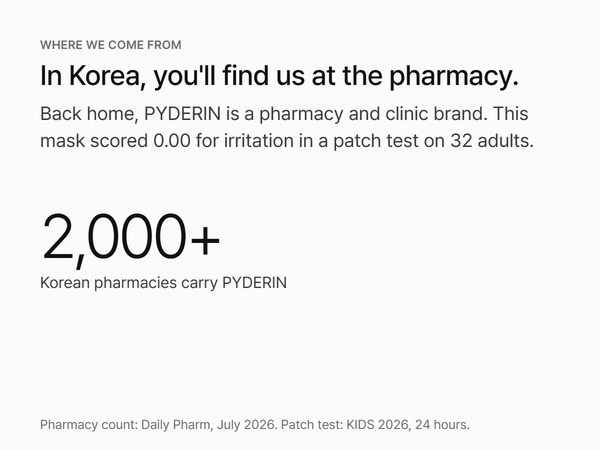 WHERE WE COME FROM
In Korea, you'll find us at the pharmacy.
Back home, PYDERIN is a pharmacy and clinic brand. This
mask scored 0.00 for irritation in a patch test on 32 adults.
2,000+
Korean pharmacies carry PYDERIN
Pharmacy count: Daily Pharm, July 2026. Patch test: KIDS 2026, 24 hours.